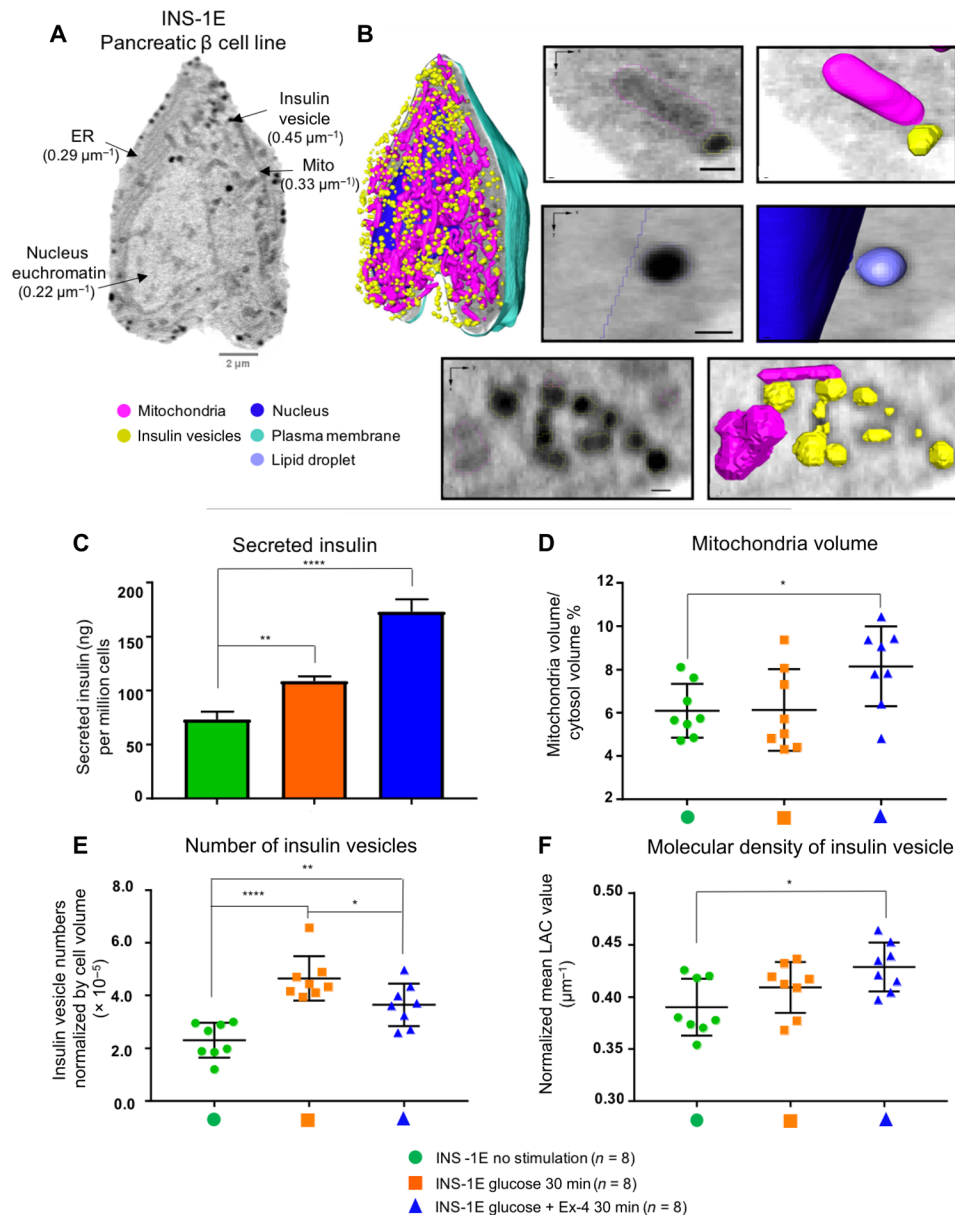 A
INS-1E
Pancreatic β cell line
B
Insulin
vesicle
(0.45 µm⁻¹)
ER
(0.29 µm⁻¹)
Mito
(0.33 µm⁻¹)
Nucleus
euchromatin
(0.22 µm⁻¹)
2 µm
Mitochondria
Insulin vesicles
Nucleus
Plasma membrane
Lipid droplet
C
Secreted insulin
Secreted insulin (ng)
per million cells
200
150
100
50
0
****
**
D
Mitochondria volume
Mitochondria volume/
cytosol volume %
12
10
8
6
4
2
*
E
Number of insulin vesicles
Insulin vesicle numbers
normalized by cell volume
(× 10⁻⁵)
8.0
6.0
4.0
2.0
0.0
**
****
*
F
Molecular density of insulin vesicle
Normalized mean LAC value
(µm⁻¹)
0.50
0.45
0.40
0.35
0.30
*
INS -1E no stimulation (n = 8)
INS-1E glucose 30 min (n = 8)
INS-1E glucose + Ex-4 30 min (n = 8)